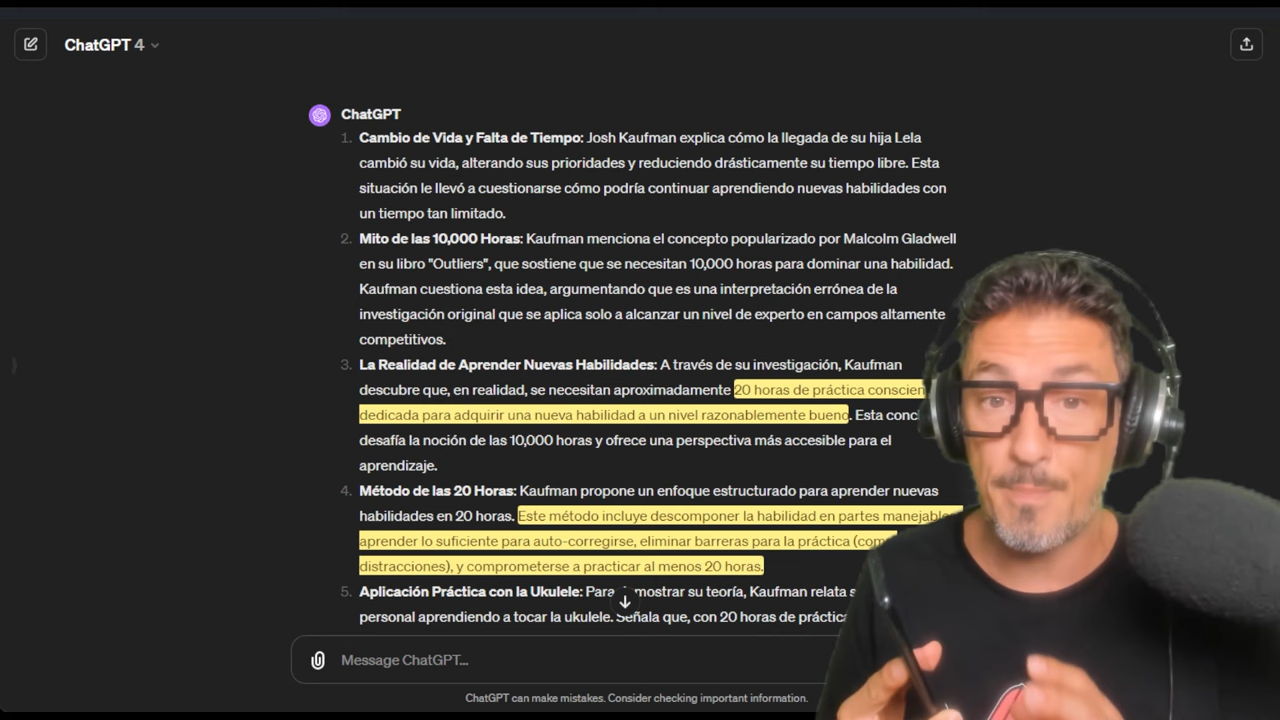 ChatGPT 4
ChatGPT
1. Cambio de Vida y Falta de Tiempo: Josh Kaufman explica cómo la llegada de su hija Lela
cambió su vida, alterando sus prioridades y reduciendo drásticamente su tiempo libre. Esta
situación le llevó a cuestionarse cómo podría continuar aprendiendo nuevas habilidades con
un tiempo tan limitado.
2. Mito de las 10,000 Horas: Kaufman menciona el concepto popularizado por Malcolm Gladwell
en su libro "Outliers", que sostiene que se necesitan 10,000 horas para dominar una habilidad.
Kaufman cuestiona esta idea, argumentando que es una interpretación errónea de la
investigación original que se aplica solo a alcanzar un nivel de experto en campos altamente
competitivos.
3. La Realidad de Aprender Nuevas Habilidades: A través de su investigación, Kaufman
descubre que, en realidad, se necesitan aproximadamente 20 horas de práctica conscien
dedicada para adquirir una nueva habilidad a un nivel razonablemente bueno. Esta concl
desafía la noción de las 10,000 horas y ofrece una perspectiva más accesible para el
aprendizaje.
4. Método de las 20 Horas: Kaufman propone un enfoque estructurado para aprender nuevas
habilidades en 20 horas. Este método incluye descomponer la habilidad en partes manejable
aprender lo suficiente para auto-corregirse, eliminar barreras para la práctica (com
distracciones), y comprometerse a practicar al menos 20 horas.
5. Aplicación Práctica con la Ukulele: Para mostrar su teoría, Kaufman relata s
personal aprendiendo a tocar la ukulele. Señala que, con 20 horas de práctica
Message ChatGPT...
ChatGPT can make mistakes. Consider checking important information.